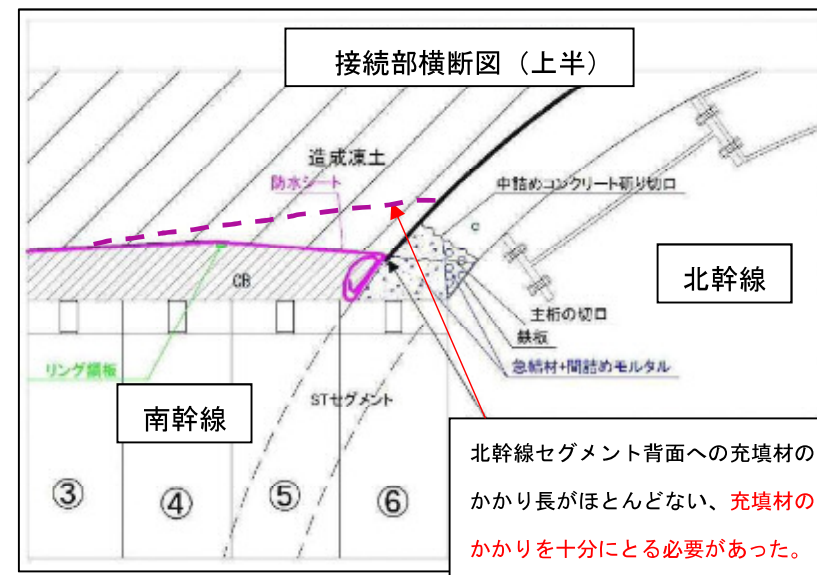 接続部横断図（上半）
造成凍土
防水シート
中詰めコンクリート斫り切口
c
CB
北幹線
主桁の切口
鉄板
急結材+間詰めモルタル
リング鋼板
STセグメント
南幹線
③
④
⑤
⑥
北幹線セグメント背面への充填材の
かかり長がほとんどない、充填材の
かかりを十分にとる必要があった。